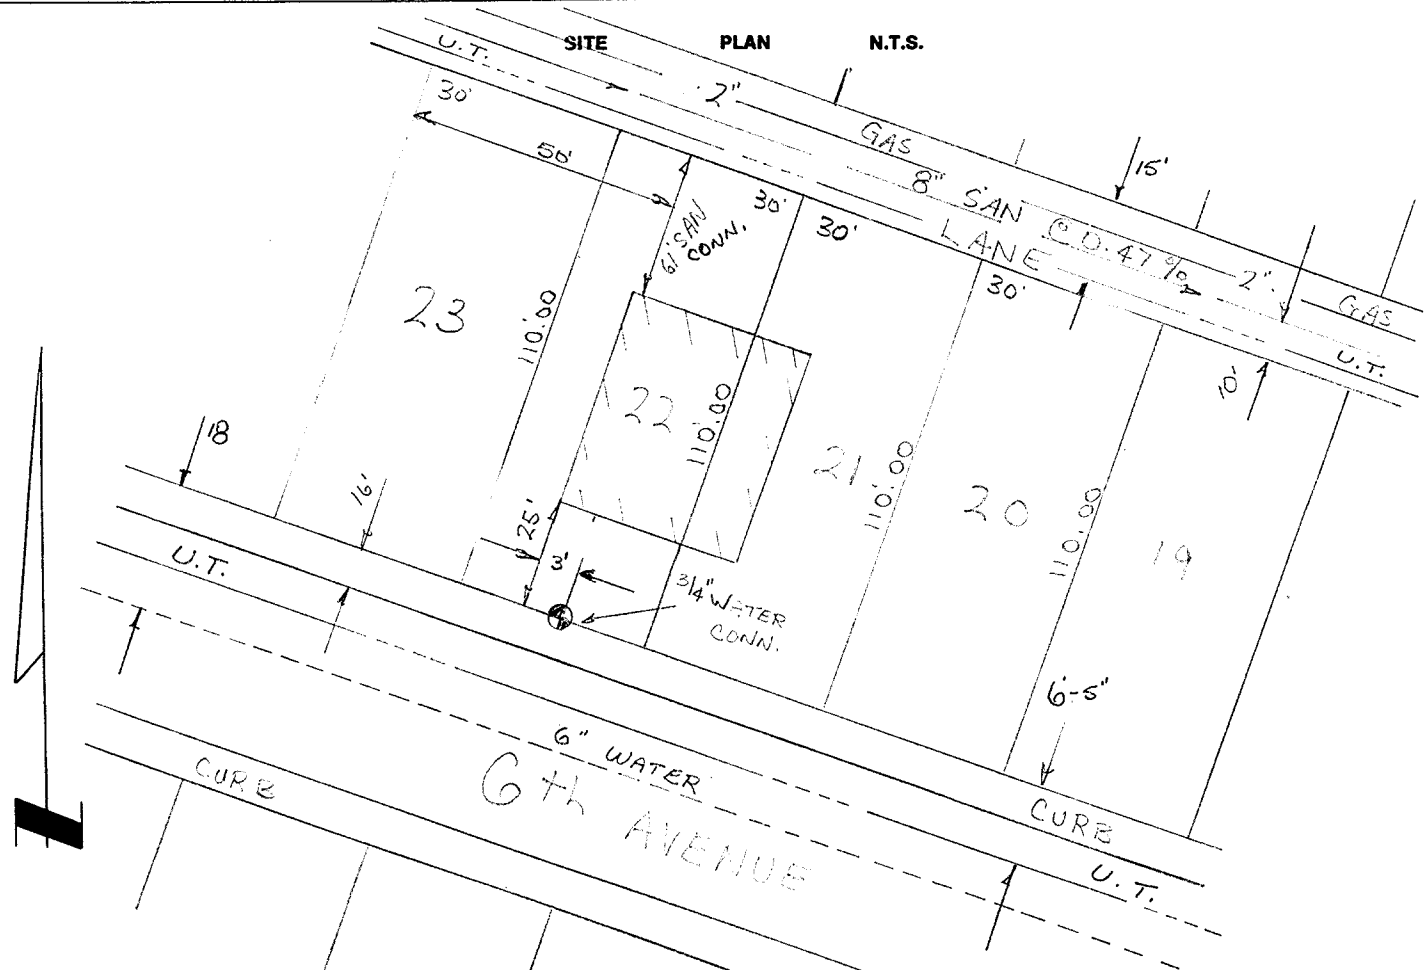 SITE PLAN N.T.S.
U.T.
2"
GAS
15'
8" SAN @ 0.47%
2"
GAS
LANE
U.T.
30'
50'
30'
30'
30'
10'
61' SAN
CONN.
23
110.00
22
110.00
21
110.00
20
110.00
19
18
16'
25'
3'
3/4" WATER
CONN.
U.T.
6'-5"
6" WATER
CURB
6th AVENUE
CURB
U.T.